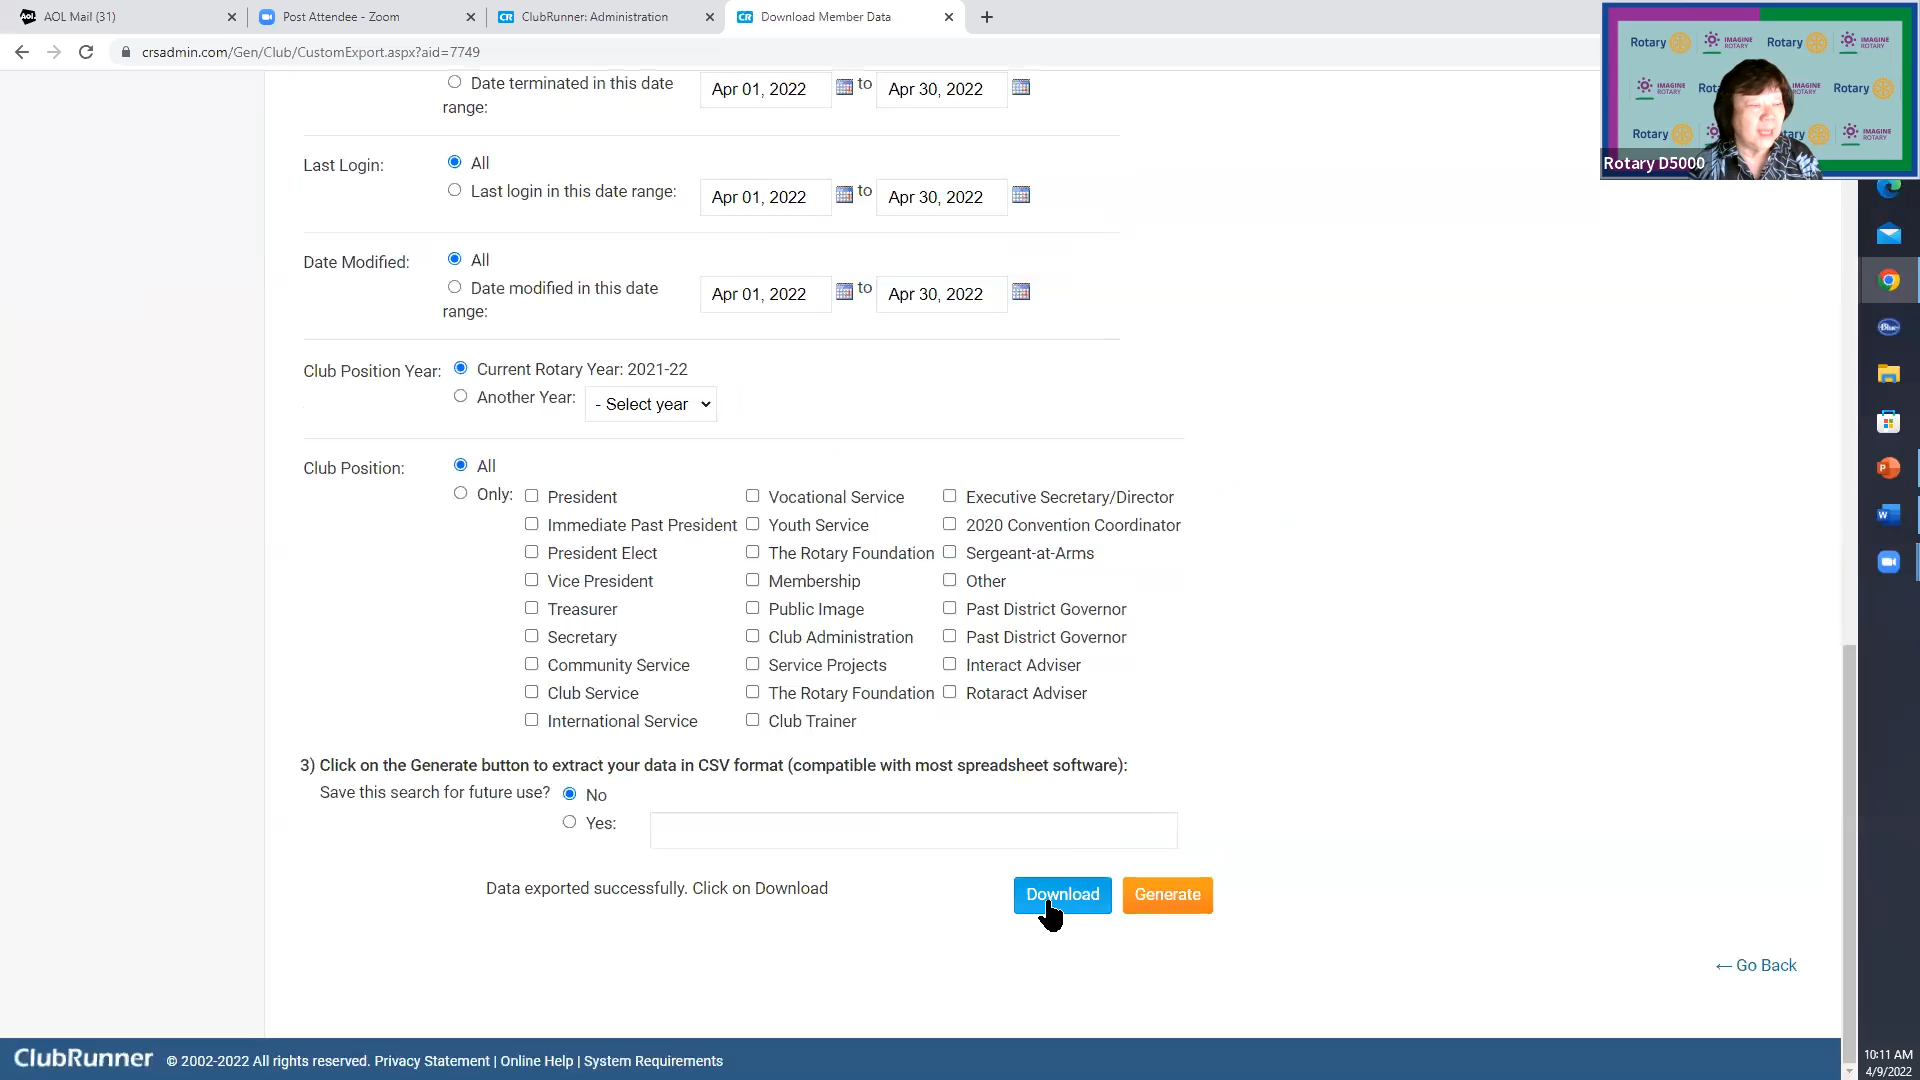 AOL Mail (31)
Post Attendee - Zoom
ClubRunner: Administration
Download Member Data
crsadmin.com/Gen/Club/CustomExport.aspx?aid=7749
Date terminated in this date range:
Apr 01, 2022 to Apr 30, 2022
Last Login:
All
Last login in this date range:
Apr 01, 2022 to Apr 30, 2022
Date Modified:
All
Date modified in this date range:
Apr 01, 2022 to Apr 30, 2022
Club Position Year:
Current Rotary Year: 2021-22
Another Year: - Select year
Club Position:
All
Only:
President
Vocational Service
Executive Secretary/Director
Immediate Past President
Youth Service
2020 Convention Coordinator
President Elect
The Rotary Foundation
Sergeant-at-Arms
Vice President
Membership
Other
Treasurer
Public Image
Past District Governor
Secretary
Club Administration
Past District Governor
Community Service
Service Projects
Interact Adviser
Club Service
The Rotary Foundation
Rotaract Adviser
International Service
Club Trainer
3) Click on the Generate button to extract your data in CSV format (compatible with most spreadsheet software):
Save this search for future use?
No
Yes:
Data exported successfully. Click on Download
Download
Generate
← Go Back
ClubRunner © 2002-2022 All rights reserved. Privacy Statement | Online Help | System Requirements
Rotary IMAGINE ROTARY Rotary IMAGINE ROTARY
IMAGINE ROTARY Rotary
Rotary IMAGINE ROTARY
Rotary D5000
10:11 AM
4/9/2022